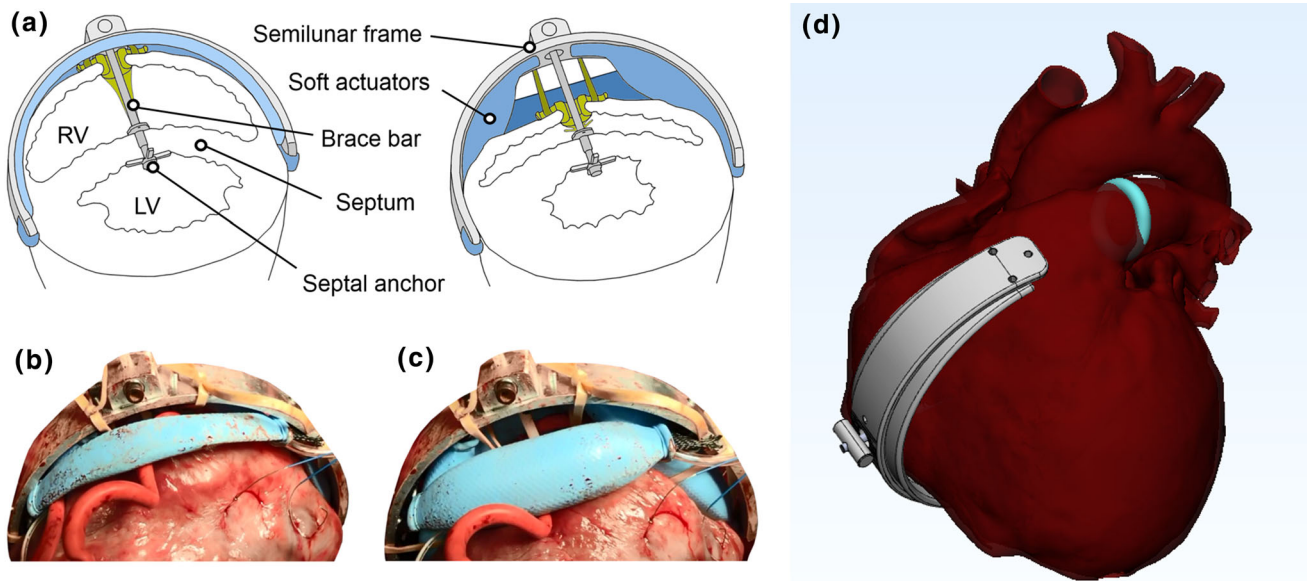 (a)
Semilunar frame
Soft actuators
Brace bar
Septum
Septal anchor
RV
LV
(b)
(c)
(d)